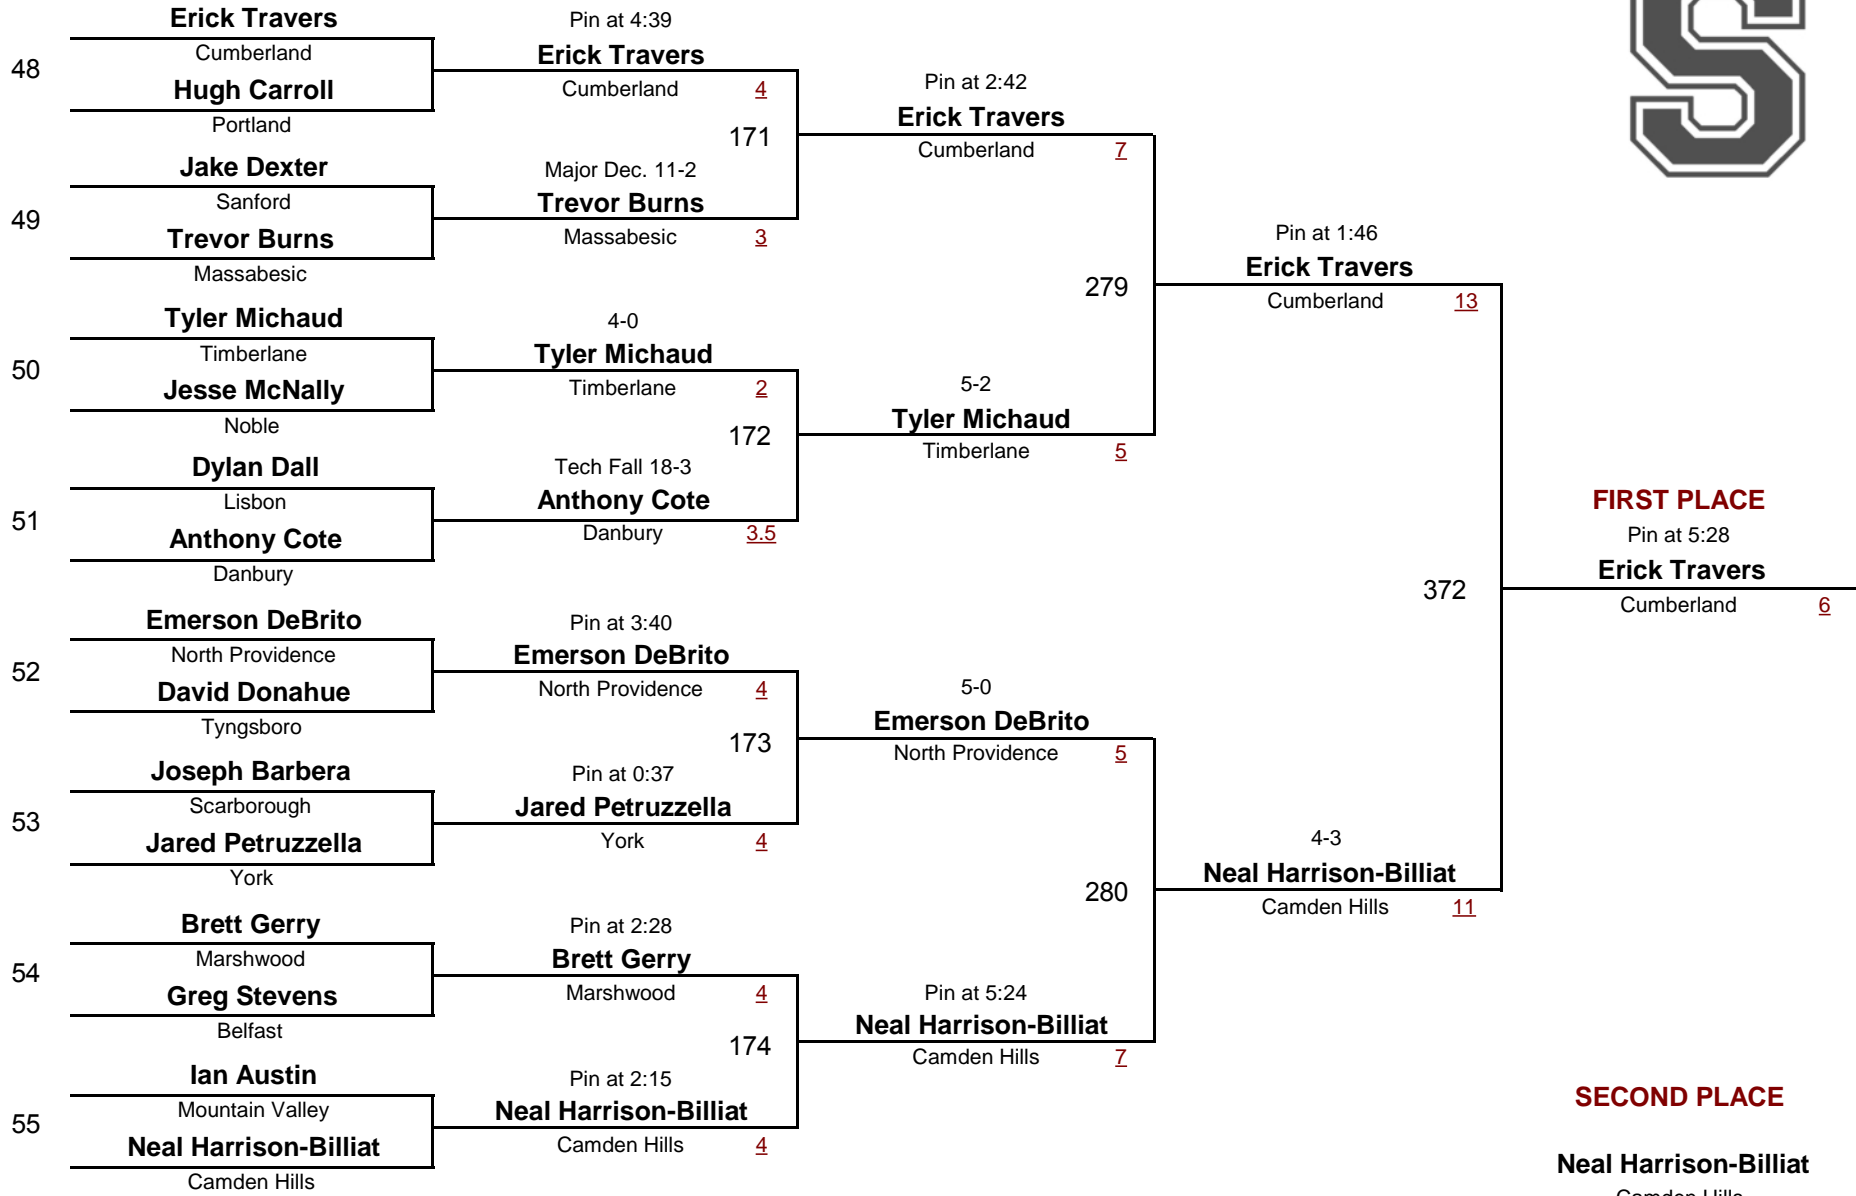 Erick Travers
48
Cumberland
Hugh Carroll
Portland
Jake Dexter
49
Sanford
Trevor Burns
Massabesic
Tyler Michaud
50
Timberlane
Jesse McNally
Noble
Dylan Dall
51
Lisbon
Anthony Cote
Danbury
Emerson DeBrito
52
North Providence
David Donahue
Tyngsboro
Joseph Barbera
53
Scarborough
Jared Petruzzella
York
Brett Gerry
54
Marshwood
Greg Stevens
Belfast
Ian Austin
55
Mountain Valley
Neal Harrison-Billiat
Camden Hills
Pin at 4:39
Erick Travers
Cumberland 4
171
Major Dec. 11-2
Trevor Burns
Massabesic 3
4-0
Tyler Michaud
Timberlane 2
172
Tech Fall 18-3
Anthony Cote
Danbury 3.5
Pin at 3:40
Emerson DeBrito
North Providence 4
173
Pin at 0:37
Jared Petruzzella
York 4
Pin at 2:28
Brett Gerry
Marshwood 4
174
Pin at 2:15
Neal Harrison-Billiat
Camden Hills 4
Pin at 2:42
Erick Travers
Cumberland 7
279
5-2
Tyler Michaud
Timberlane 5
5-0
Emerson DeBrito
North Providence 5
280
Pin at 5:24
Neal Harrison-Billiat
Camden Hills 7
Pin at 1:46
Erick Travers
Cumberland 13
372
4-3
Neal Harrison-Billiat
Camden Hills 11
S
FIRST PLACE
Pin at 5:28
Erick Travers
Cumberland 6
SECOND PLACE
Neal Harrison-Billiat
Camden Hills